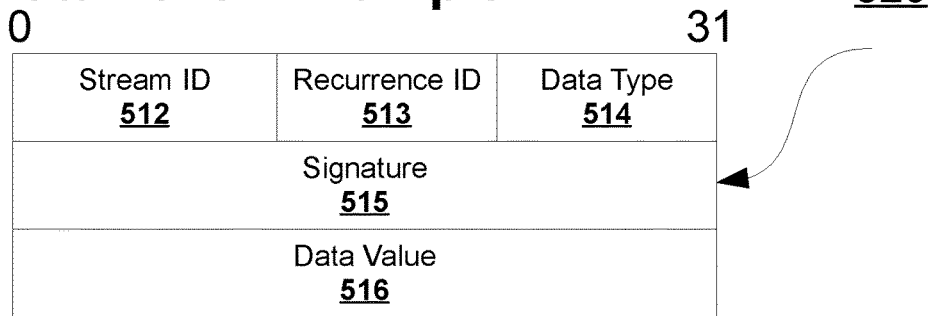 0 31
Stream ID Recurrence ID Data Type
512 513 514
Signature
515
Data Value
516